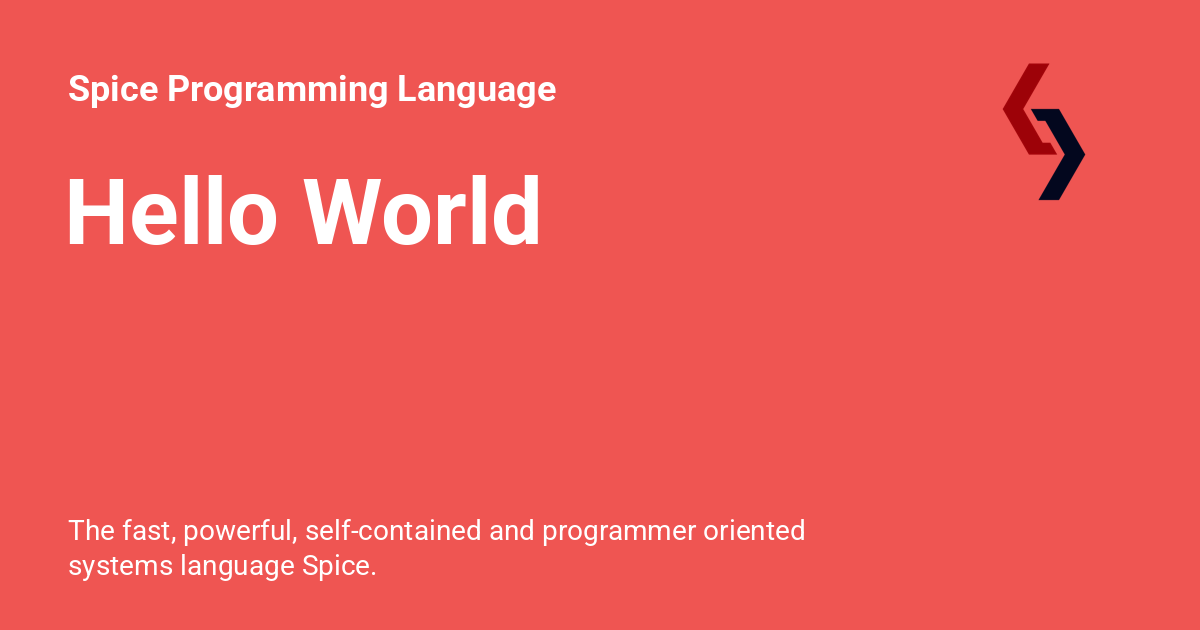 Spice Programming Language
Hello World
The fast, powerful, self-contained and programmer oriented
systems language Spice.